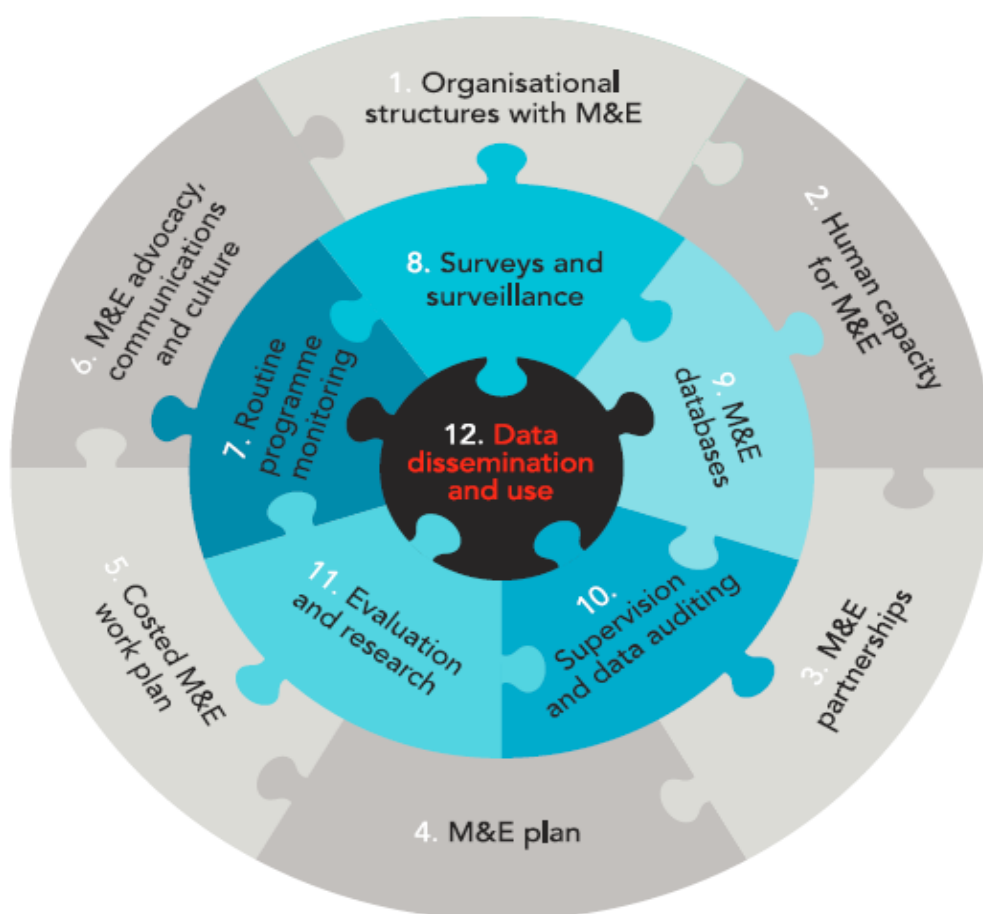 1. Organisational
structures with M&E
2. Human capacity
for M&E
3. M&E
partnerships
4. M&E plan
5. Costed M&E
work plan
6. M&E advocacy,
communications
and culture
7. Routine
programme
monitoring
8. Surveys and
surveillance
9. M&E
databases
10.
Supervision
and data auditing
11. Evaluation
and research
12. Data
dissemination
and use